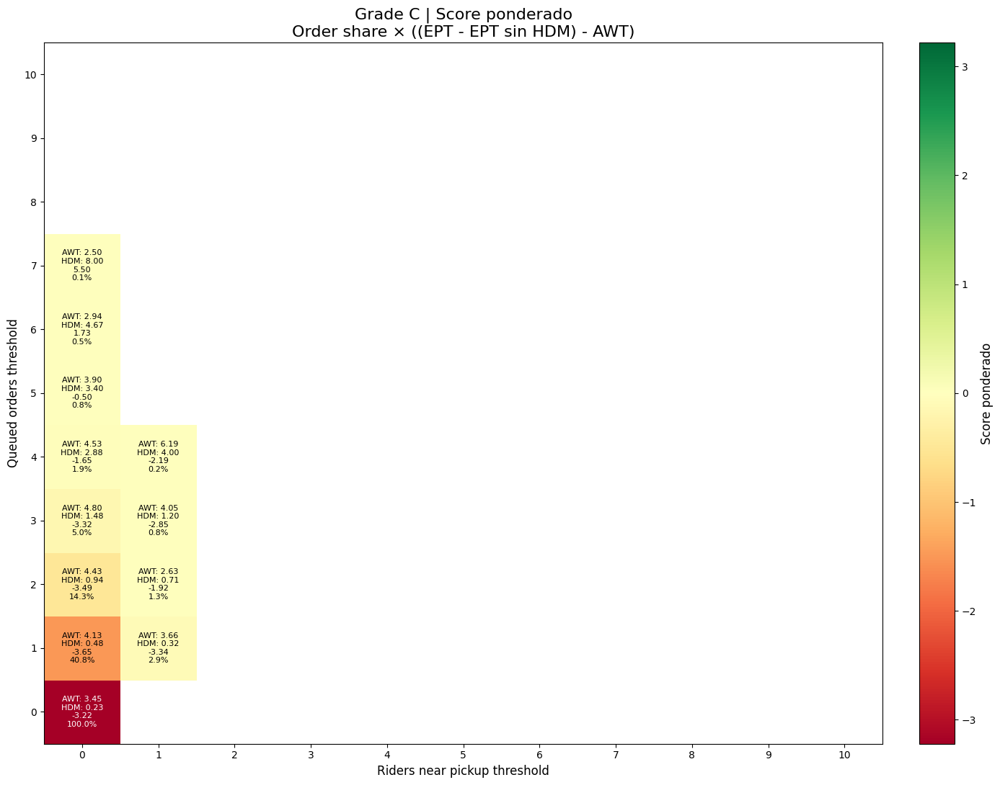 Grade C | Score ponderado
Order share × ((EPT - EPT sin HDM) - AWT)
Queued orders threshold
10
9
8
7
6
5
4
3
2
1
0
AWT: 2.50
HDM: 8.00
5.50
0.1%
AWT: 2.94
HDM: 4.67
1.73
0.5%
AWT: 3.90
HDM: 3.40
-0.50
0.8%
AWT: 4.53
HDM: 2.88
-1.65
1.9%
AWT: 6.19
HDM: 4.00
-2.19
0.2%
AWT: 4.80
HDM: 1.48
-3.32
5.0%
AWT: 4.05
HDM: 1.20
-2.85
0.8%
AWT: 4.43
HDM: 0.94
-3.49
14.3%
AWT: 2.63
HDM: 0.71
-1.92
1.3%
AWT: 4.13
HDM: 0.48
-3.65
40.8%
AWT: 3.66
HDM: 0.32
-3.34
2.9%
AWT: 3.45
HDM: 0.23
-3.22
100.0%
0 1 2 3 4 5 6 7 8 9 10
Riders near pickup threshold
3
2
1
0
−1
−2
−3
Score ponderado